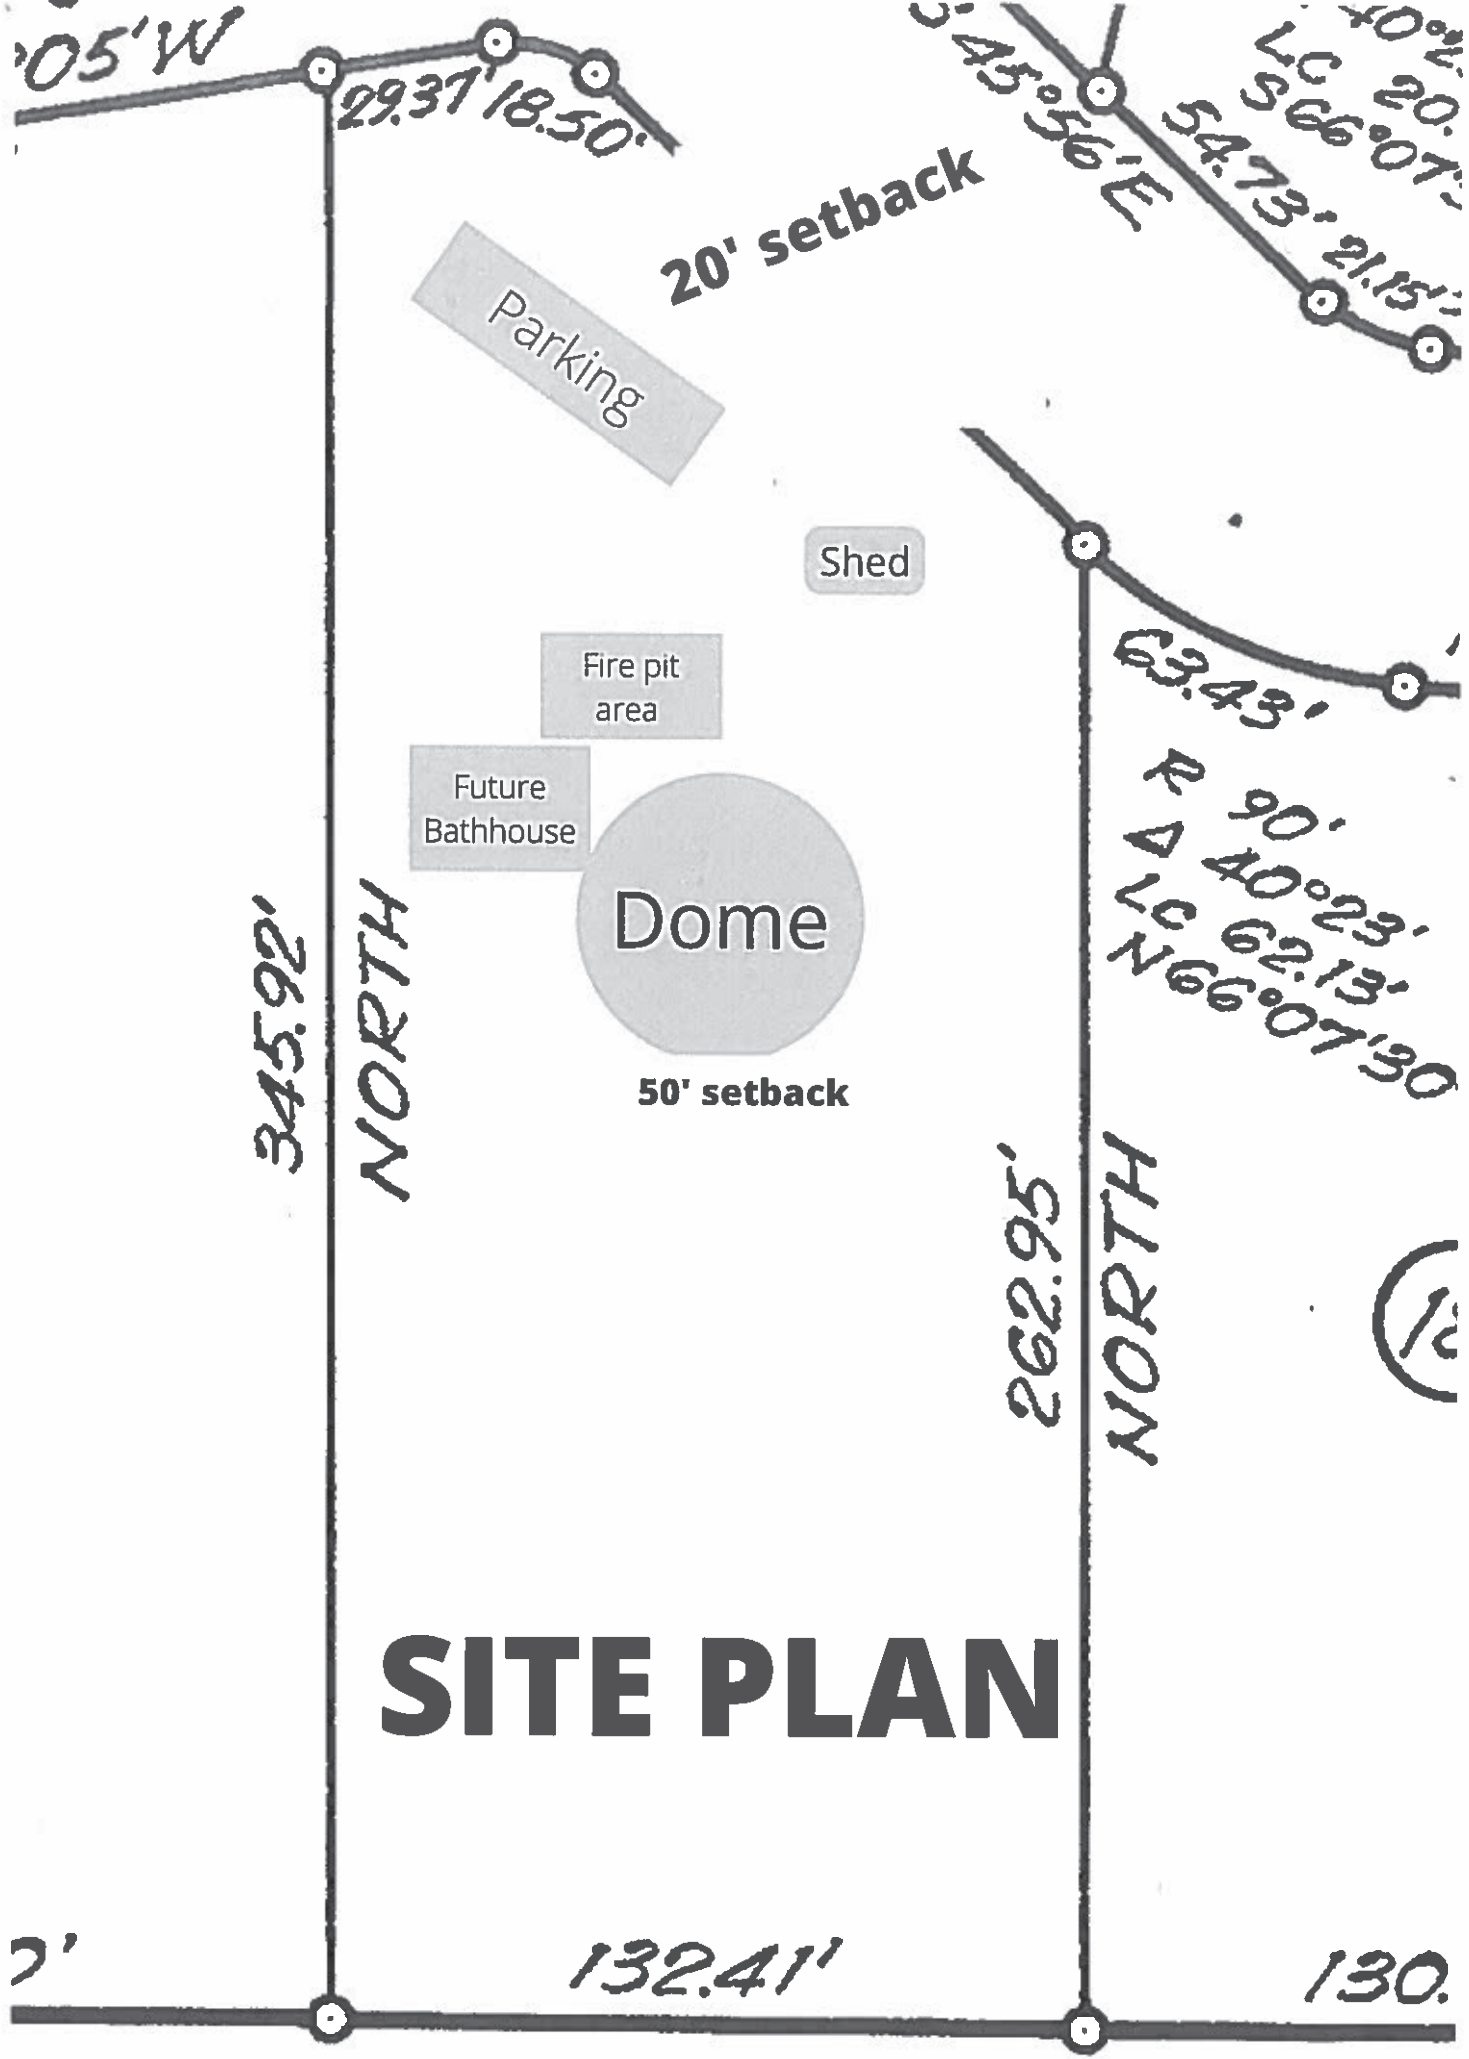 05'W
29.37'
18.50'
45°56'E
54.73'
21.15'
LC 20.
S66°07'
20' setback
Parking
Shed
Fire pit
area
63.43'
Future
Bathhouse
R 90'
Δ 40°23'
LC 62.13'
N66°07'30
Dome
50' setback
345.92'
NORTH
262.95'
NORTH
SITE PLAN
132.41'
130.